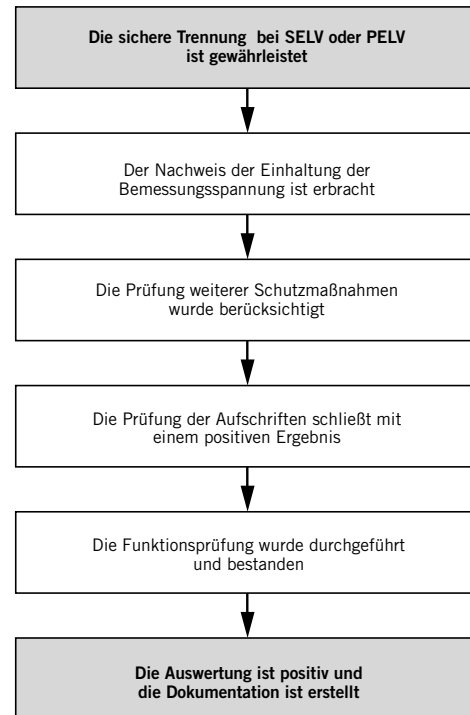 Die sichere Trennung bei SELV oder PELV
ist gewährleistet
Der Nachweis der Einhaltung der
Bemessungsspannung ist erbracht
Die Prüfung weiterer Schutzmaßnahmen
wurde berücksichtigt
Die Prüfung der Aufschriften schließt mit
einem positiven Ergebnis
Die Funktionsprüfung wurde durchgeführt
und bestanden
Die Auswertung ist positiv und
die Dokumentation ist erstellt